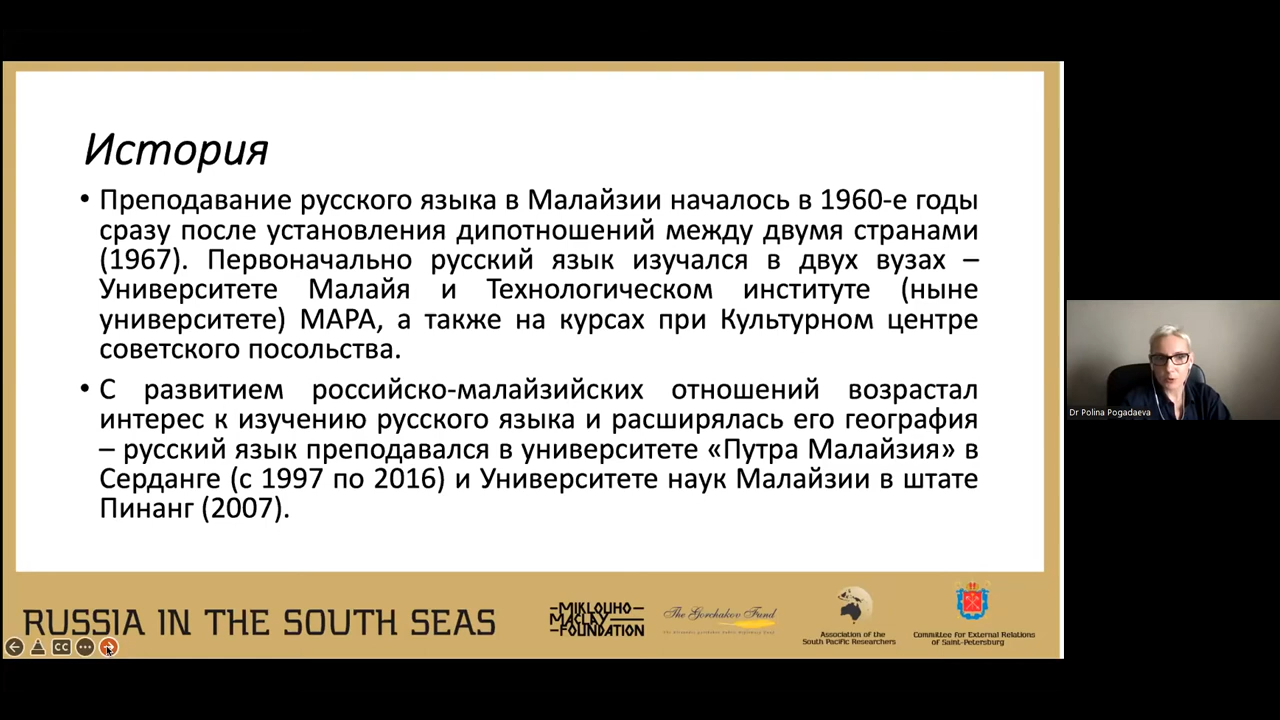 История
• Преподавание русского языка в Малайзии началось в 1960-е годы
сразу после установления дипотношений между двумя странами
(1967). Первоначально русский язык изучался в двух вузах –
Университете Малайя и Технологическом институте (ныне
университете) МАРА, а также на курсах при Культурном центре
советского посольства.
• С развитием российско-малайзийских отношений возрастал
интерес к изучению русского языка и расширялась его география
– русский язык преподавался в университете «Путра Малайзия» в
Серданге (с 1997 по 2016) и Университете наук Малайзии в штате
Пинанг (2007).
Dr Polina Pogadaeva
RUSSIA IN THE SOUTH SEAS
MIKLOUHO
MACLAY
FOUNDATION
The Gorchakov Fund
Association of the
South Pacific Researchers
Committee for External Relations
of Saint-Petersburg
CC